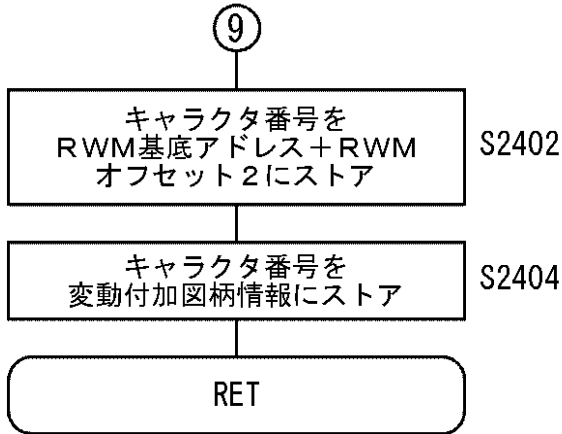 ⑨
キャラクタ番号を
ＲＷＭ基底アドレス＋ＲＷＭ
オフセット２にストア
S2402
キャラクタ番号を
変動付加図柄情報にストア
S2404
RET